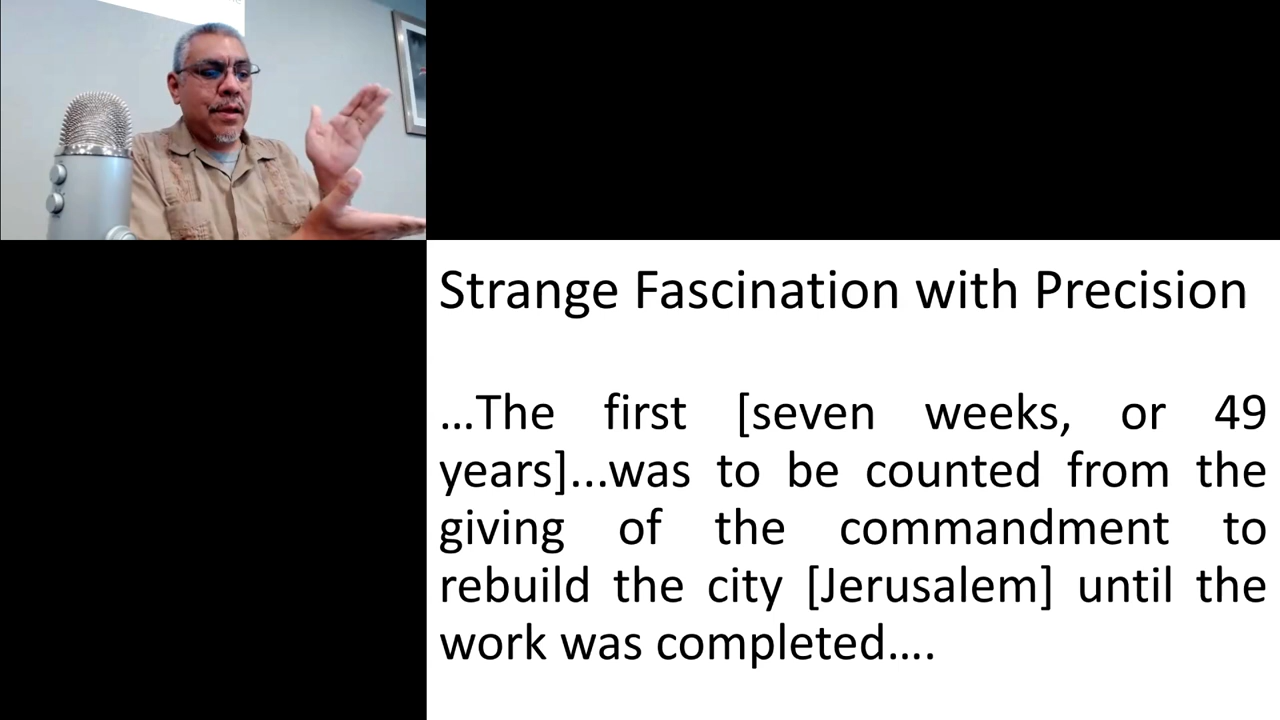 Strange Fascination with Precision
...The first [seven weeks, or 49
years]...was to be counted from the
giving of the commandment to
rebuild the city [Jerusalem] until the
work was completed....